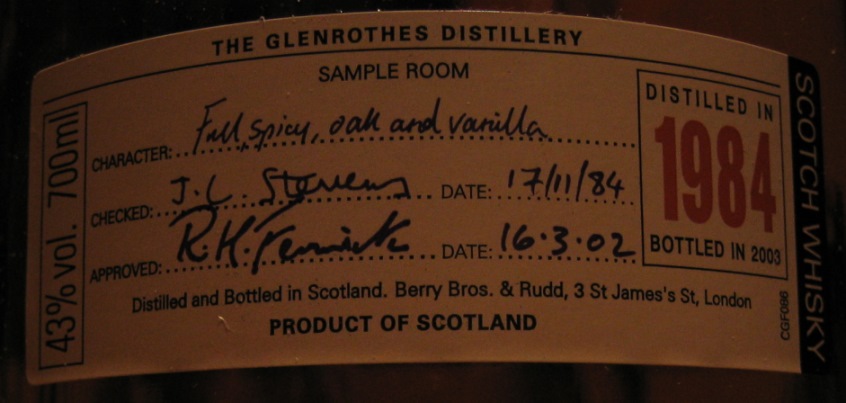 THE GLENROTHES DISTILLERY
SAMPLE ROOM
CHARACTER: Full, spicy, oak and vanilla
CHECKED: J.C. Stevens DATE: 17/11/84
APPROVED: R.H. Fenwick DATE: 16.3.02
Distilled and Bottled in Scotland. Berry Bros. & Rudd, 3 St James's St, London
PRODUCT OF SCOTLAND
43% vol. 700ml
DISTILLED IN
1984
BOTTLED IN 2003
CGF086
SCOTCH WHISKY